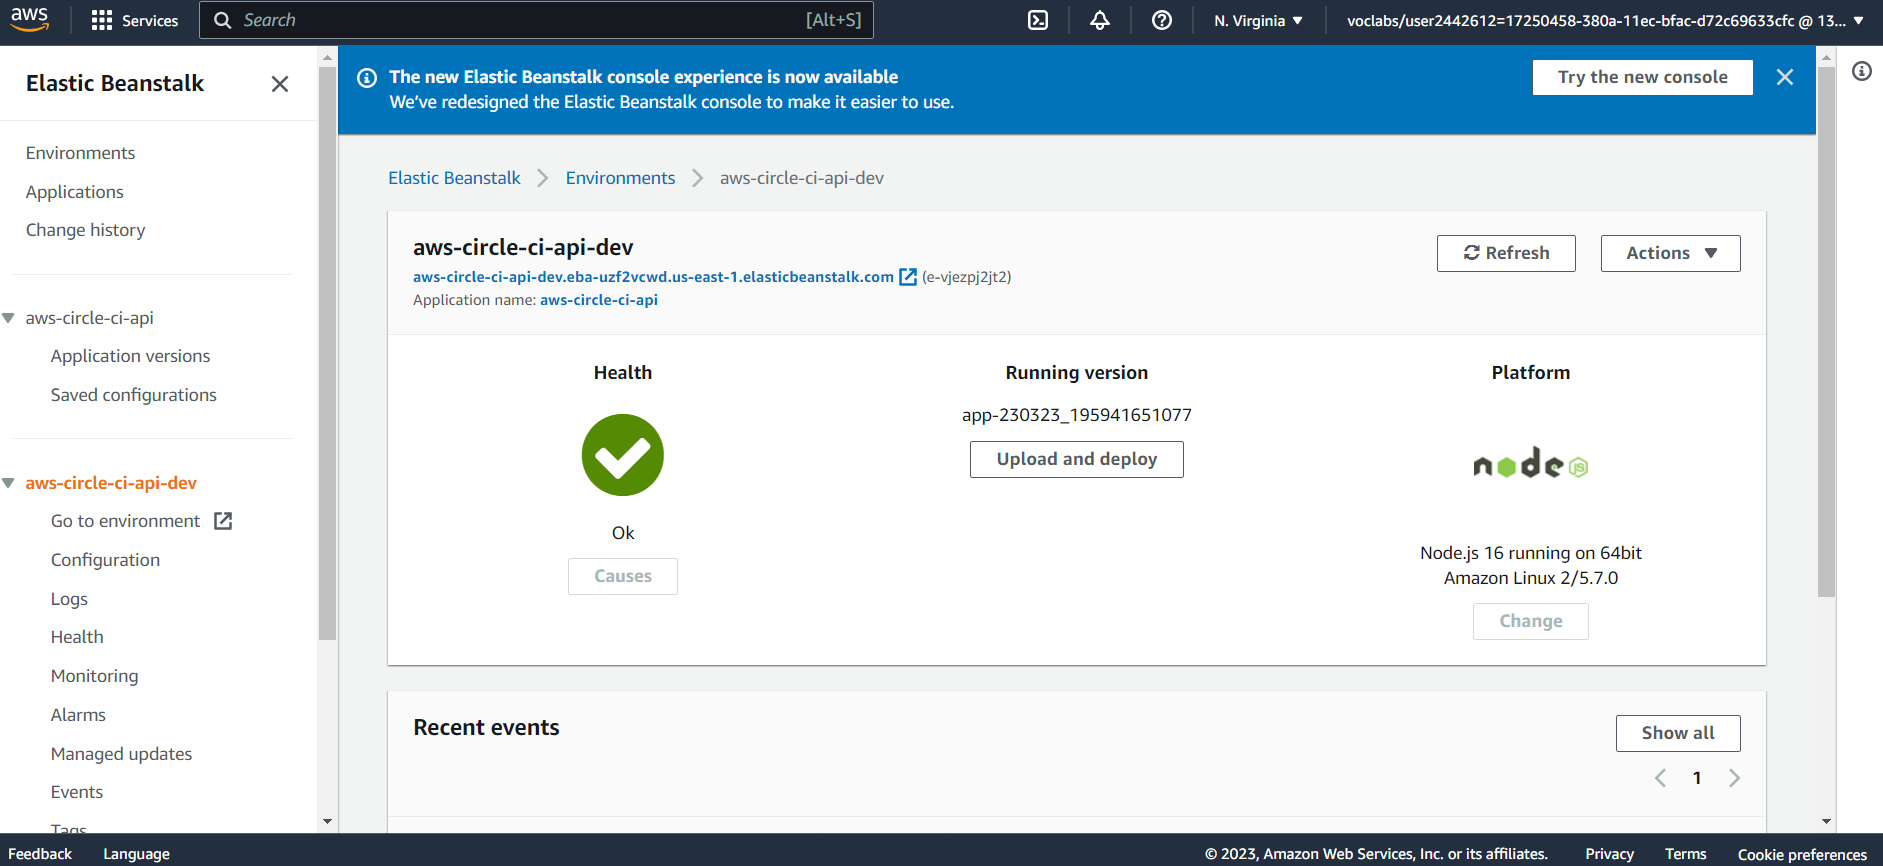 aws
Services
Search
[Alt+S]
N. Virginia
voclabs/user2442612=17250458-380a-11ec-bfac-d72c69633cfc @ 13...
Elastic Beanstalk
Environments
Applications
Change history
aws-circle-ci-api
Application versions
Saved configurations
aws-circle-ci-api-dev
Go to environment
Configuration
Logs
Health
Monitoring
Alarms
Managed updates
Events
Tags
The new Elastic Beanstalk console experience is now available
We've redesigned the Elastic Beanstalk console to make it easier to use.
Try the new console
Elastic Beanstalk
Environments
aws-circle-ci-api-dev
aws-circle-ci-api-dev
aws-circle-ci-api-dev.eba-uzf2vcwd.us-east-1.elasticbeanstalk.com (e-vjezpj2jt2)
Application name: aws-circle-ci-api
Refresh
Actions
Health
Ok
Causes
Running version
app-230323_195941651077
Upload and deploy
Platform
node JS
Node.js 16 running on 64bit
Amazon Linux 2/5.7.0
Change
Recent events
Show all
1
Feedback
Language
© 2023, Amazon Web Services, Inc. or its affiliates.
Privacy
Terms
Cookie preferences